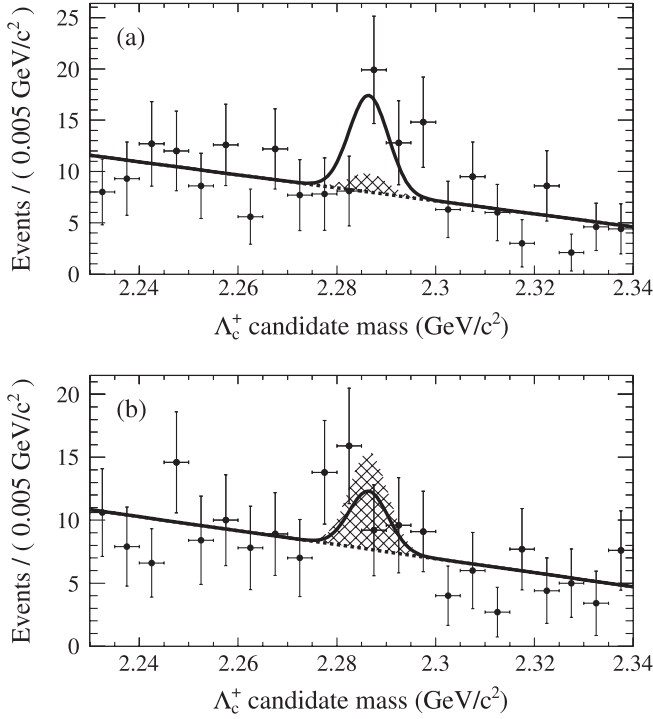 (a)
Events / ( 0.005 GeV/c²)
25
20
15
10
5
0
2.24 2.26 2.28 2.3 2.32 2.34
Λc⁺ candidate mass (GeV/c²)
(b)
Events / ( 0.005 GeV/c²)
20
15
10
5
0
2.24 2.26 2.28 2.3 2.32 2.34
Λc⁺ candidate mass (GeV/c²)